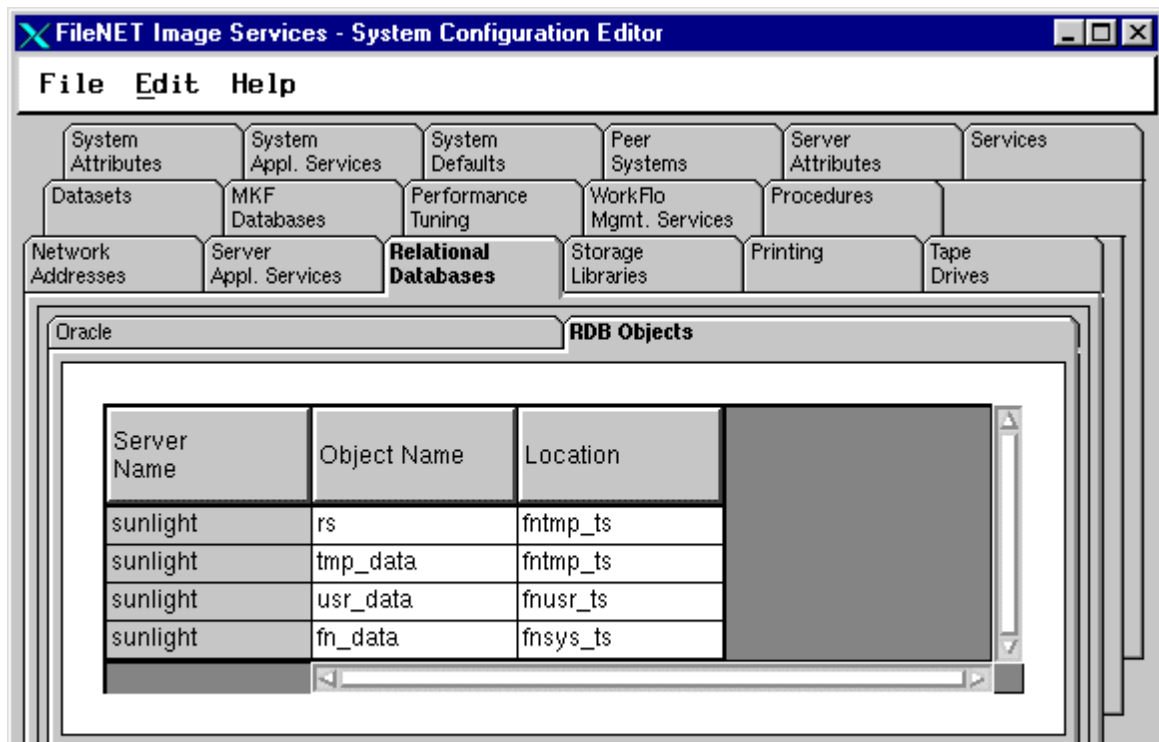 FileNET Image Services - System Configuration Editor
File Edit Help
System Attributes
System Appl. Services
System Defaults
Peer Systems
Server Attributes
Services
Datasets
MKF Databases
Performance Tuning
WorkFlo Mgmt. Services
Procedures
Network Addresses
Server Appl. Services
Relational Databases
Storage Libraries
Printing
Tape Drives
Oracle
RDB Objects
Server Name Object Name Location
sunlight rs fntmp_ts
sunlight tmp_data fntmp_ts
sunlight usr_data fnusr_ts
sunlight fn_data fnsys_ts